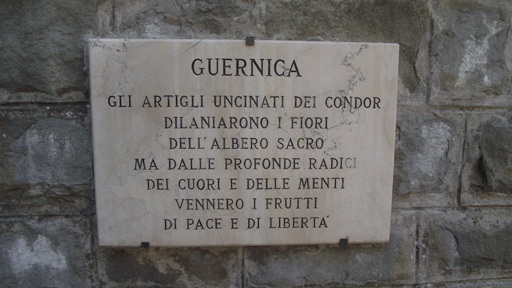 GUERNICA
GLI ARTIGLI UNCINATI DEI CONDOR
DILANIARONO I FIORI
DELL'ALBERO SACRO
MA DALLE PROFONDE RADICI
DEI CUORI E DELLE MENTI
VENNERO I FRUTTI
DI PACE E DI LIBERTÀ